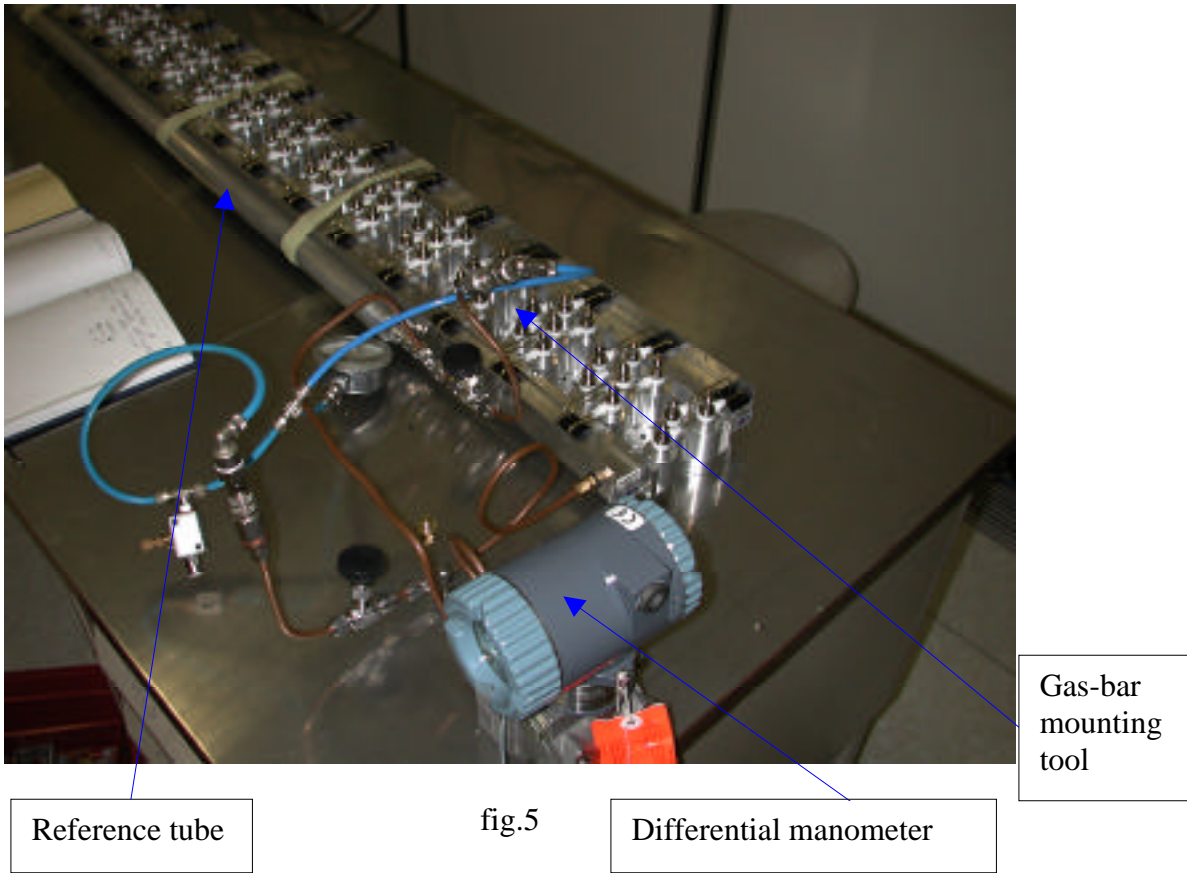 Gas-bar
mounting
tool
Reference tube
fig.5
Differential manometer